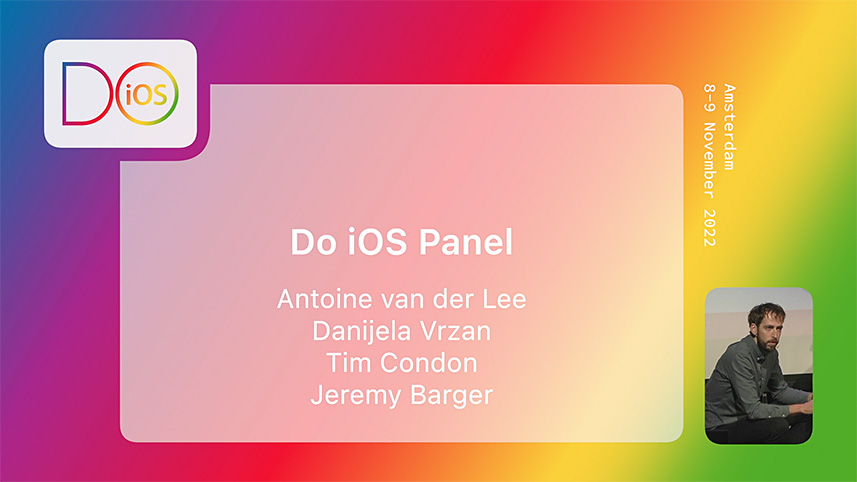 DO iOS
Do iOS Panel
Antoine van der Lee
Danijela Vrzan
Tim Condon
Jeremy Barger
Amsterdam
8–9 November 2022